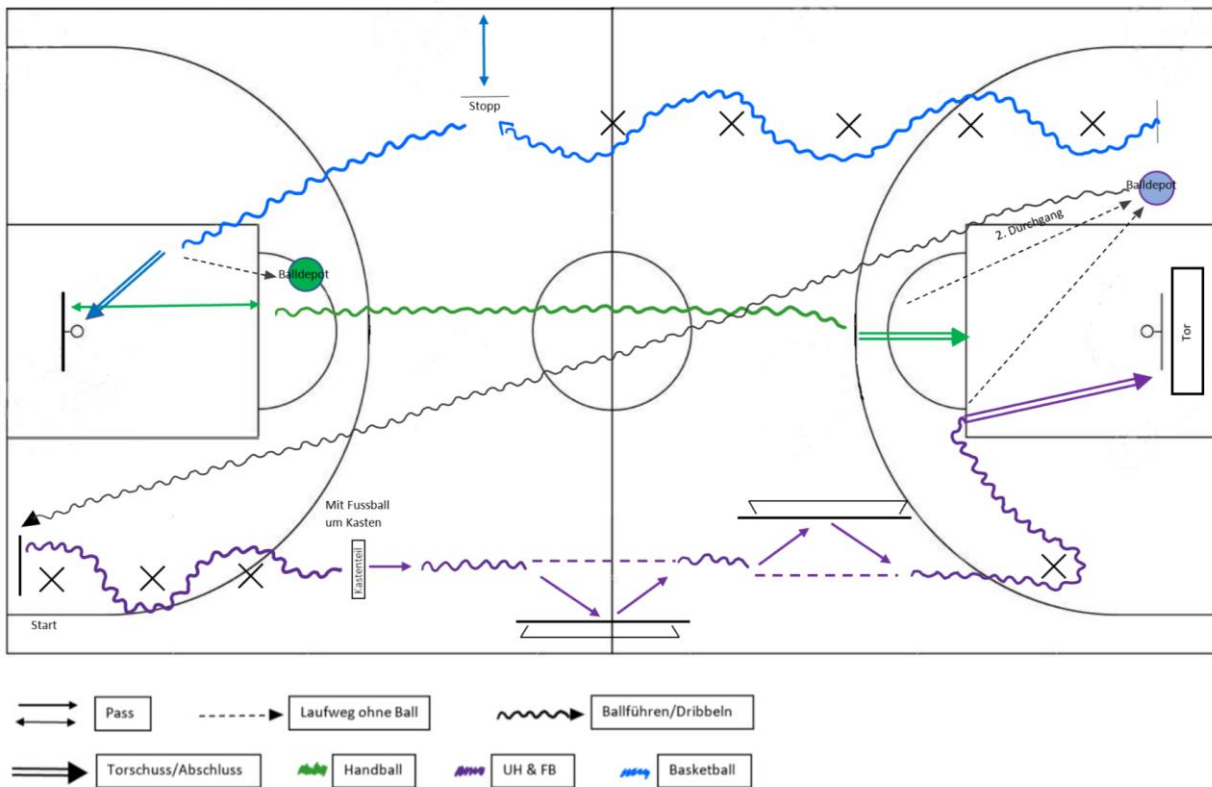 Stopp
Balldepot
2. Durchgang
Balldepot
Tor
Mit Fussball
um Kasten
Kastenteil
Start
Pass
Laufweg ohne Ball
Ballführen/Dribbeln
Torschuss/Abschluss
Handball
UH & FB
Basketball